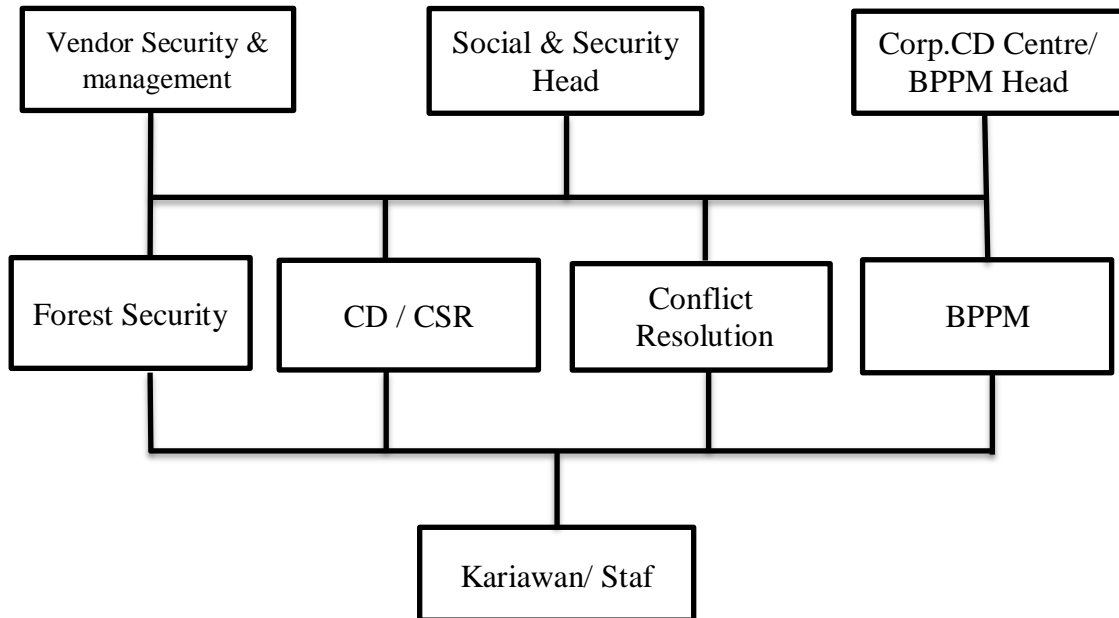 Vendor Security &
management
Social & Security
Head
Corp.CD Centre/
BPPM Head
Forest Security
CD / CSR
Conflict
Resolution
BPPM
Kariawan/ Staf